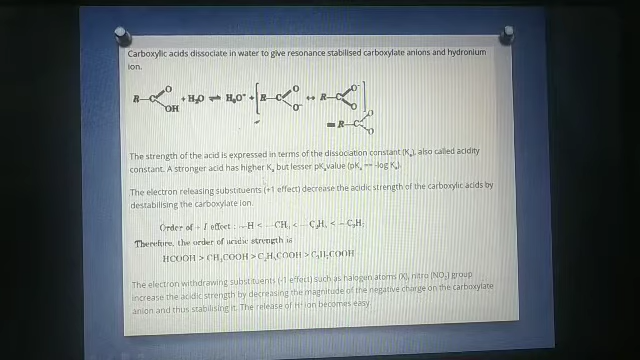 Carboxylic acids dissociate in water to give resonance stabilised carboxylate anions and hydronium
ion.
R—C O OH + H₂O ⇌ H₃O⁺ + [R—C O O⁻ ↔ R—C O⁻ O]
≡ R—C O O
The strength of the acid is expressed in terms of the dissociation constant (Kₐ), also called acidity
constant. A stronger acid has higher Kₐ but lesser pKₐ value (pKₐ = –log Kₐ).
The electron releasing substituents (+1 effect) decrease the acidic strength of the carboxylic acids by
destabilising the carboxylate ion.
Order of + I effect : —H < —CH₃ < —C₂H₅ < —C₃H₇
Therefore, the order of acidic strength is
HCOOH > CH₃COOH > C₂H₅COOH > C₃H₇COOH
The electron withdrawing substituents (-1 effect) such as halogen atoms (X), nitro (NO₂) group
increase the acidic strength by decreasing the magnitude of the negative charge on the carboxylate
anion and thus stabilising it. The release of H⁺ ion becomes easy.